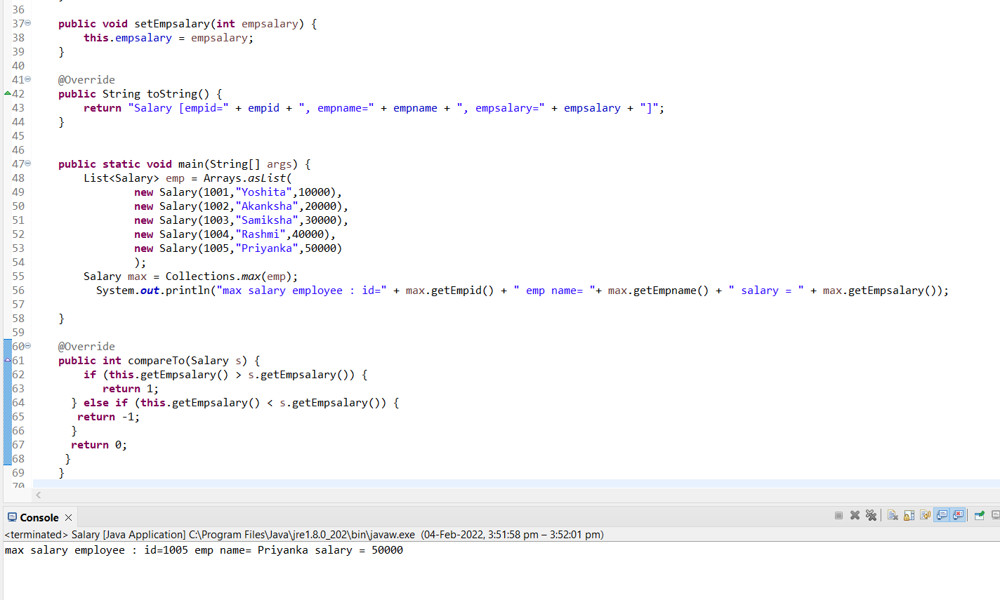 36
37 public void setEmpsalary(int empsalary) {
38 this.empsalary = empsalary;
39 }
40
41 @Override
42 public String toString() {
43 return "Salary [empid=" + empid + ", empname=" + empname + ", empsalary=" + empsalary + "]";
44 }
45
46
47 public static void main(String[] args) {
48 List<Salary> emp = Arrays.asList(
49 new Salary(1001,"Yoshita",10000),
50 new Salary(1002,"Akanksha",20000),
51 new Salary(1003,"Samiksha",30000),
52 new Salary(1004,"Rashmi",40000),
53 new Salary(1005,"Priyanka",50000)
54 );
55 Salary max = Collections.max(emp);
56 System.out.println("max salary employee : id=" + max.getEmpid() + " emp name= "+ max.getEmpname() + " salary = " + max.getEmpsalary());
57
58 }
59
60 @Override
61 public int compareTo(Salary s) {
62 if (this.getEmpsalary() > s.getEmpsalary()) {
63 return 1;
64 } else if (this.getEmpsalary() < s.getEmpsalary()) {
65 return -1;
66 }
67 return 0;
68 }
69 }
70
Console
<terminated> Salary [Java Application] C:\Program Files\Java\jre1.8.0_202\bin\javaw.exe (04-Feb-2022, 3:51:58 pm – 3:52:01 pm)
max salary employee : id=1005 emp name= Priyanka salary = 50000